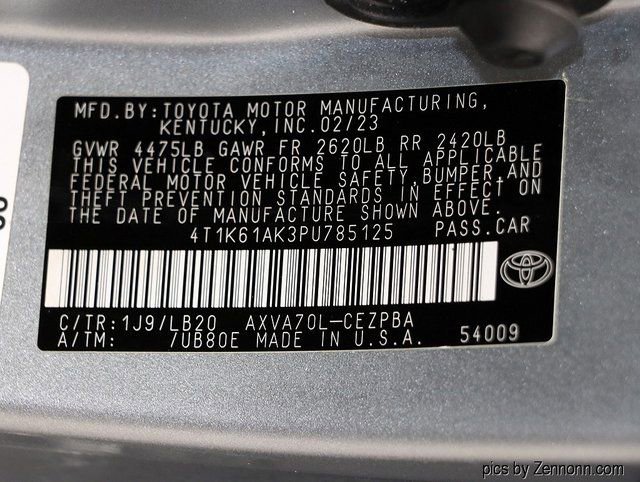 MFD.BY:TOYOTA MOTOR MANUFACTURING,
KENTUCKY, INC.02/23
GVWR 4475LB GAWR FR 2620LB RR 2420LB
THIS VEHICLE CONFORMS TO ALL APPLICABLE
FEDERAL MOTOR VEHICLE SAFETY,BUMPER,AND
THEFT PREVENTION STANDARDS IN EFFECT ON
THE DATE OF MANUFACTURE SHOWN ABOVE.
4T1K61AK3PU785125 PASS.CAR
C/TR:1J9/LB20 AXVA70L-CEZPBA
A/TM: /UB80E MADE IN U.S.A. 54009
pics by Zennonn.com